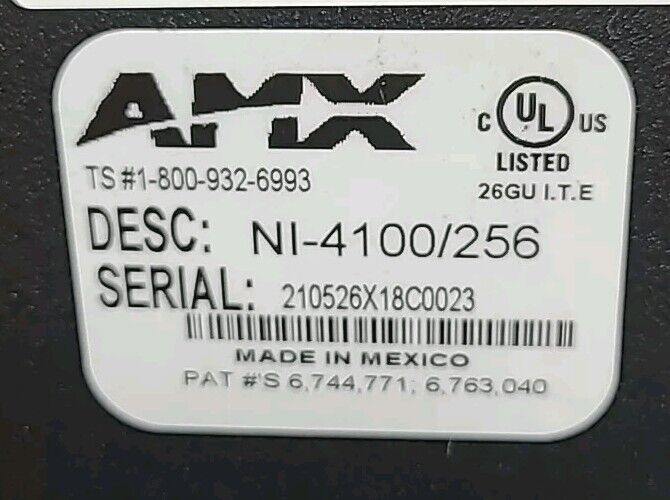 AMX
TS #1-800-932-6993
C UL US
LISTED
26GU I.T.E
DESC: NI-4100/256
SERIAL: 210526X18C0023
MADE IN MEXICO
PAT #'S 6,744,771; 6,763,040